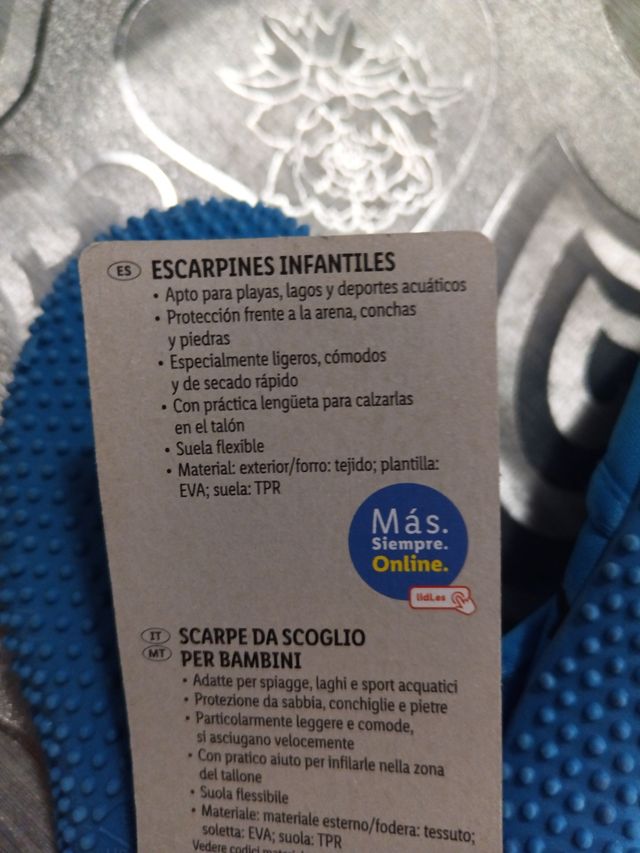 ES ESCARPINES INFANTILES
• Apto para playas, lagos y deportes acuáticos
• Protección frente a la arena, conchas
y piedras
• Especialmente ligeros, cómodos
y de secado rápido
• Con práctica lengüeta para calzarlas
en el talón
• Suela flexible
• Material: exterior/forro: tejido; plantilla:
EVA; suela: TPR
Más.
Siempre.
Online.
lidl.es
IT SCARPE DA SCOGLIO
MT PER BAMBINI
• Adatte per spiagge, laghi e sport acquatici
• Protezione da sabbia, conchiglie e pietre
• Particolarmente leggere e comode,
si asciugano velocemente
• Con pratico aiuto per infilarle nella zona
del tallone
• Suola flessibile
• Materiale: materiale esterno/fodera: tessuto;
soletta: EVA; suola: TPR
Vedere codici